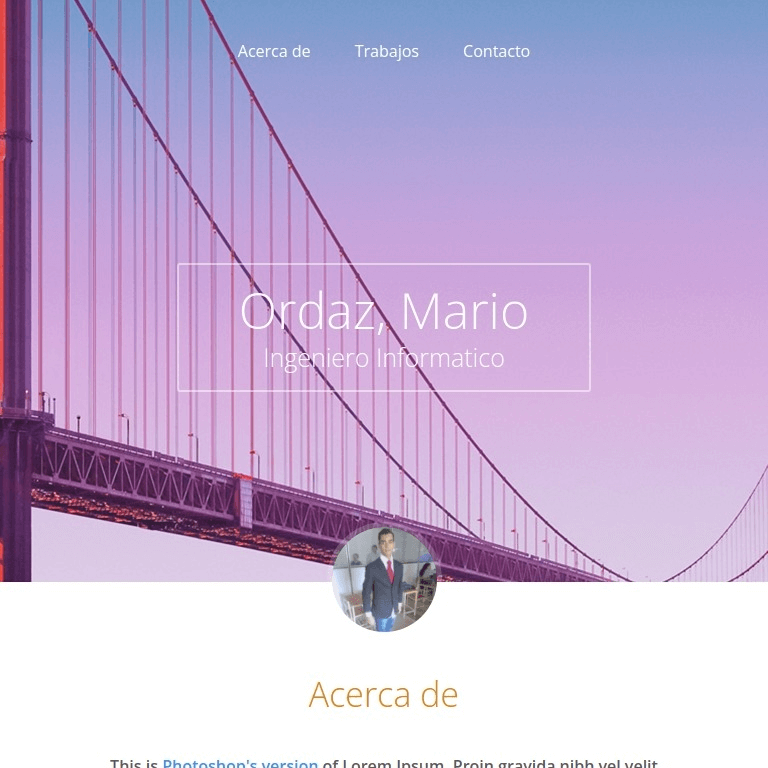 Acerca de Trabajos Contacto
Ordaz, Mario
Ingeniero Informatico
Acerca de
This is Photoshop's version of Lorem Ipsum. Proin gravida nibh vel velit